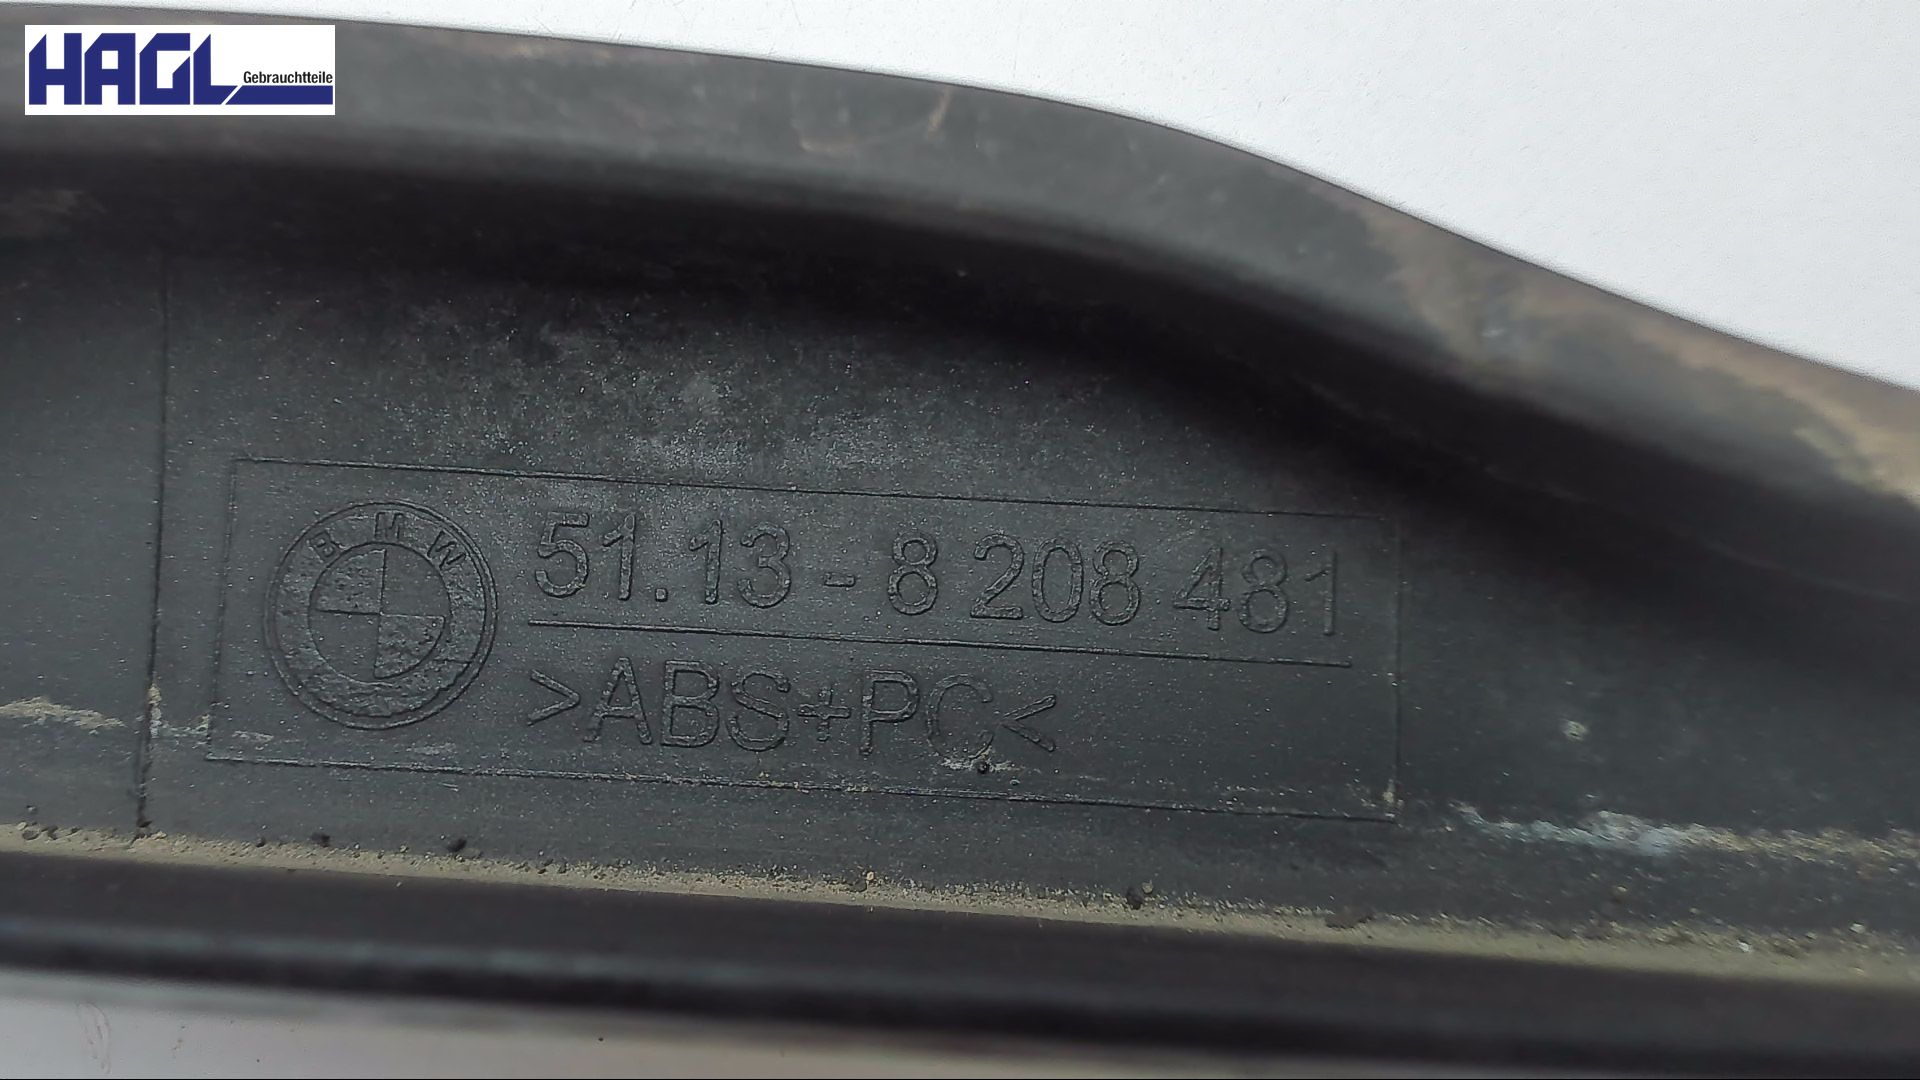 HAGL
Gebrauchtteile
BMW
51.13-8 208 481
>ABS+PC<